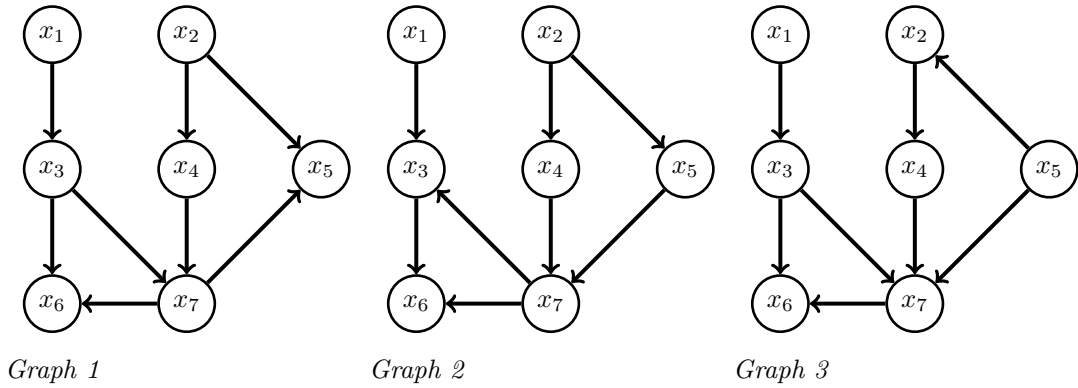 x₁ x₂ x₁ x₂ x₁ x₂
x₃ x₄ x₅ x₃ x₄ x₅ x₃ x₄ x₅
x₆ x₇ x₆ x₇ x₆ x₇
Graph 1 Graph 2 Graph 3